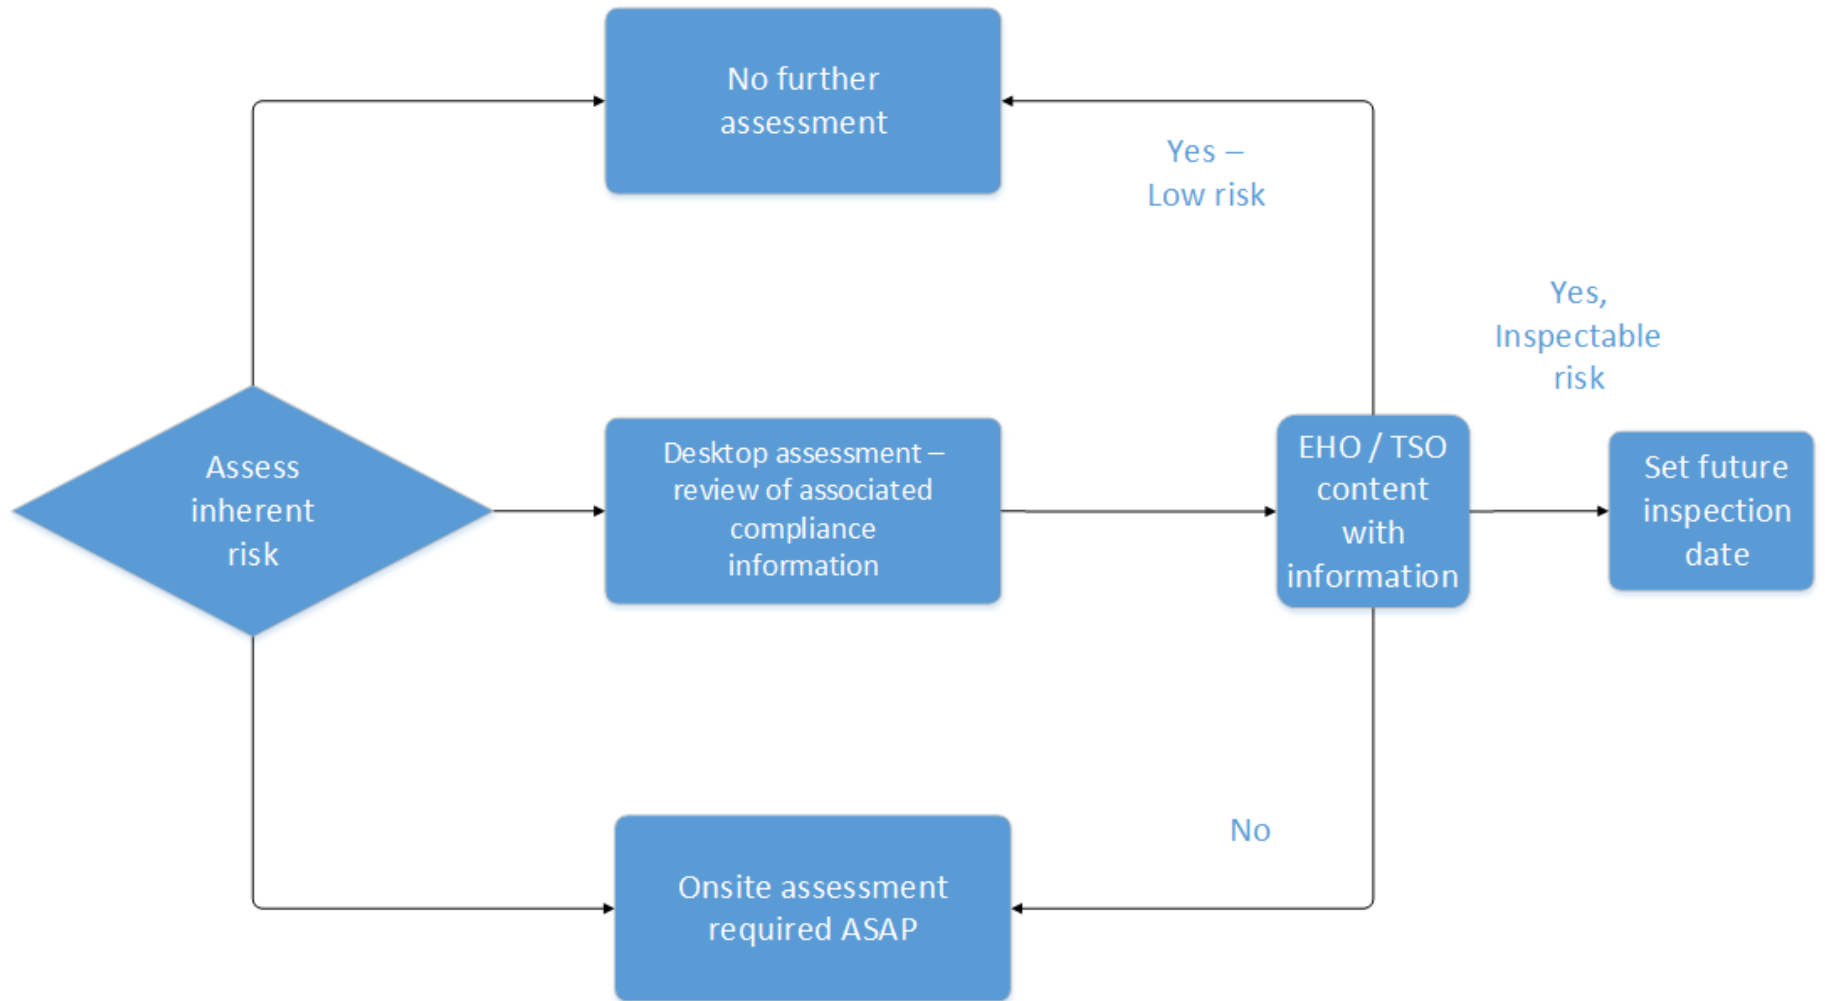 No further
assessment
Yes –
Low risk
Yes,
Inspectable
risk
Assess
inherent
risk
Desktop assessment –
review of associated
compliance
information
EHO / TSO
content
with
information
Set future
inspection
date
No
Onsite assessment
required ASAP